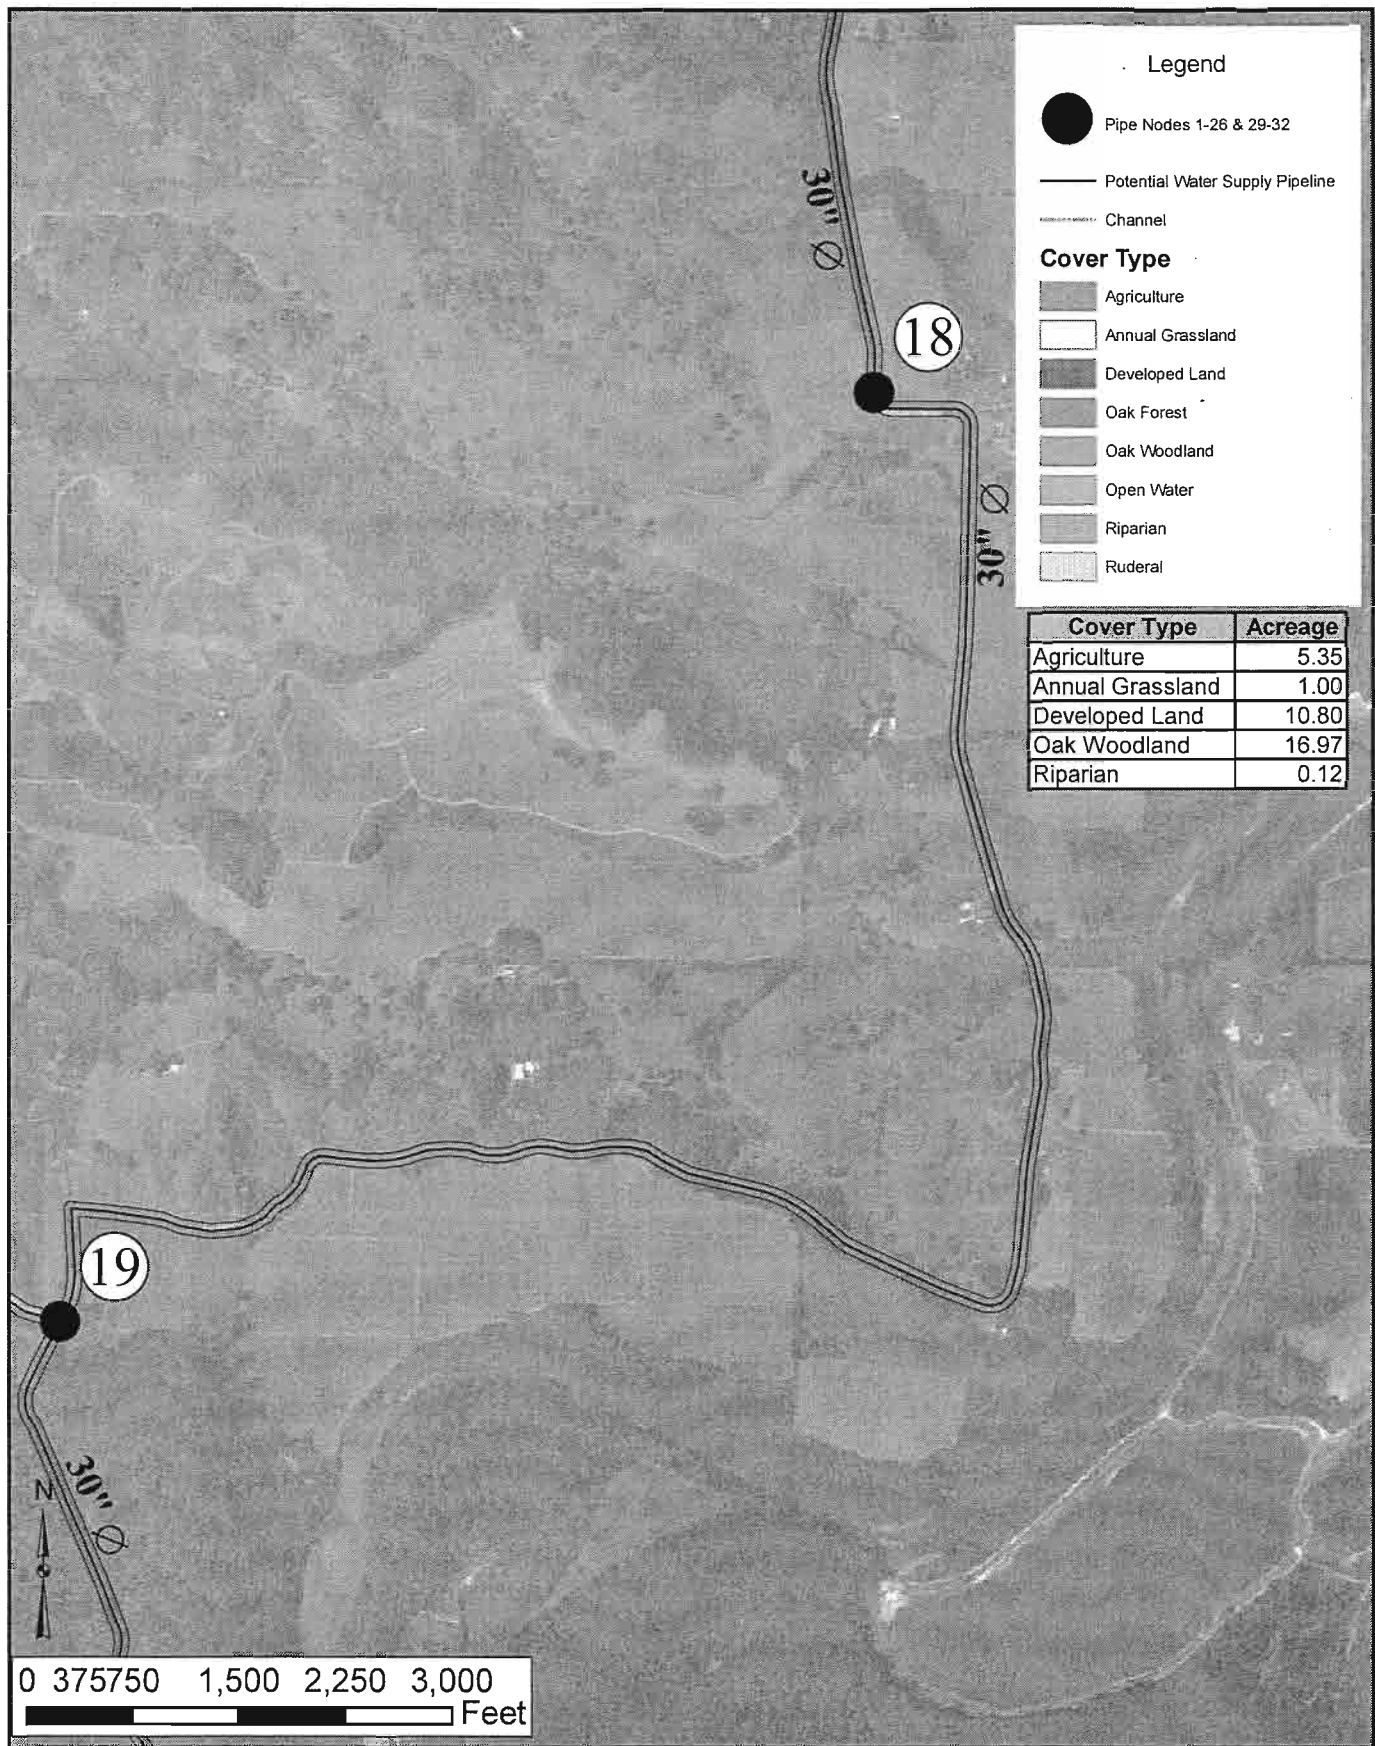 Legend
Pipe Nodes 1-26 & 29-32
Potential Water Supply Pipeline
Channel
Cover Type
Agriculture
Annual Grassland
Developed Land
Oak Forest
Oak Woodland
Open Water
Riparian
Ruderal
Cover Type Acreage
Agriculture 5.35
Annual Grassland 1.00
Developed Land 10.80
Oak Woodland 16.97
Riparian 0.12
30" Ø
18
30" Ø
19
30" Ø
N
0 375750 1,500 2,250 3,000
Feet